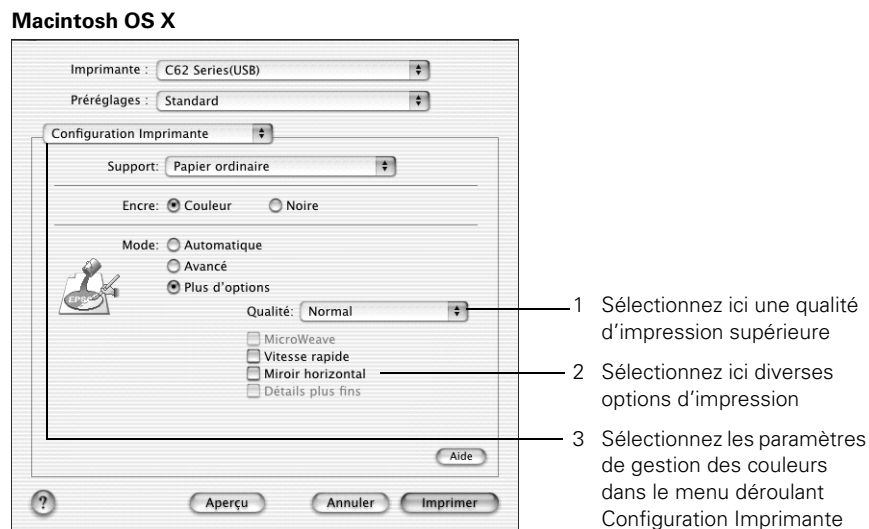 Macintosh OS X
Imprimante : C62 Series(USB)
Préréglages : Standard
Configuration Imprimante
Support: Papier ordinaire
Encre: Couleur Noire
Mode: Automatique
Avancé
Plus d'options
EPSO
Qualité: Normal
MicroWeave
Vitesse rapide
Miroir horizontal
Détails plus fins
Aide
? Aperçu Annuler Imprimer
1 Sélectionnez ici une qualité
d'impression supérieure
2 Sélectionnez ici diverses
options d'impression
3 Sélectionnez les paramètres
de gestion des couleurs
dans le menu déroulant
Configuration Imprimante